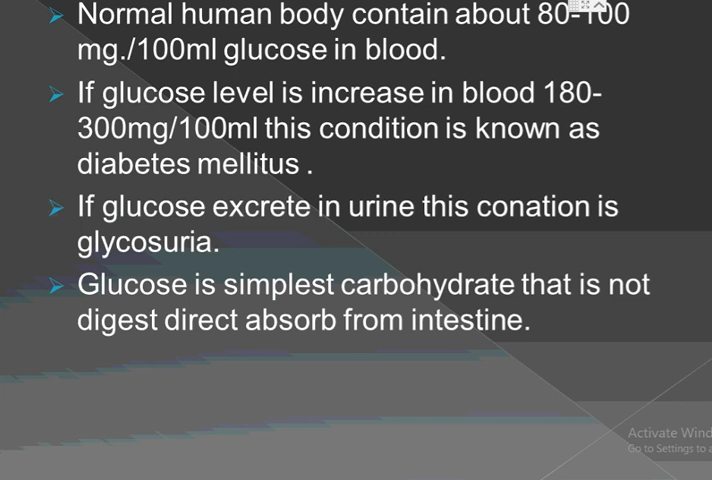 Normal human body contain about 80-100
mg./100ml glucose in blood.
If glucose level is increase in blood 180-
300mg/100ml this condition is known as
diabetes mellitus .
If glucose excrete in urine this conation is
glycosuria.
Glucose is simplest carbohydrate that is not
digest direct absorb from intestine.
Activate Wind
Go to Settings to a